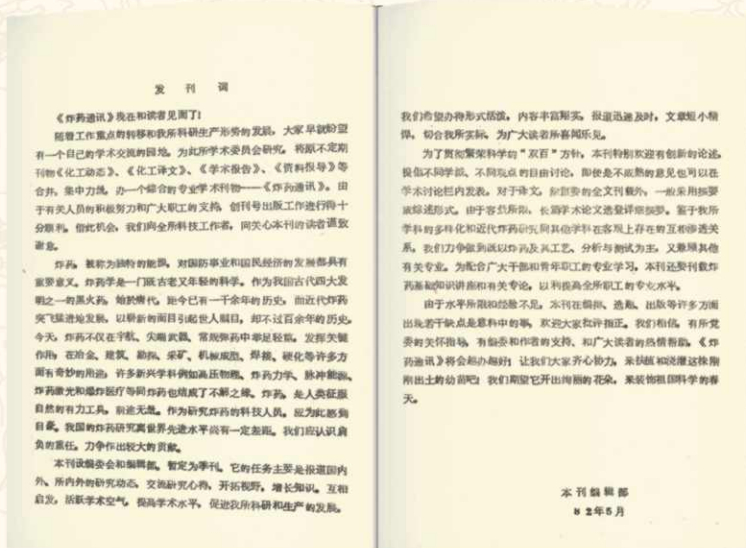 发刊词
《炸药通讯》现在和读者见面了！
随着工作重点的转移和我所科研生产形势的发展，大家早就盼望
有一个自己的学术交流的园地。为此所学术委员会研究，将原不定期
刊物《化工动态》、《化工译文》、《学术报告》、《资料报导》等
合并，集中力量，办一个综合的专业学术刊物——《炸药通讯》。由
于有关人员的积极努力和广大职工的支持，创刊号出版工作进行得十
分顺利。借此机会，我们向全所科技工作者，同关心本刊的读者谨致
谢意。
炸药，被称为独特的能源，对国防事业和国民经济的发展都具有
重要意义。炸药学是一门既古老又年轻的科学。作为我国古代四大发
明之一的黑火药，始于唐代，距今已有一千余年的历史，而近代炸药
突飞猛进地发展，以崭新的面目引起世人瞩目，却不过百余年的历史。
今天，炸药不仅在宇航、尖端武器、常规弹药中举足轻重，发挥关键
作用；在冶金、建筑、勘探、采矿、机械成型、焊接、硬化等许多方
面有奇妙的用途；许多新兴学科例如高压物理、炸药力学、脉冲能源、
炸药激光和爆炸医疗等同炸药也结成了不解之缘。炸药，是人类征服
自然的有力工具，前途无量。作为研究炸药的科技人员，应为此感到
自豪。我国的炸药研究离世界先进水平尚有一定差距。我们应认识肩
负的重任，力争作出较大的贡献。
本刊设编委会和编辑部，暂定为季刊。它的任务主要是报道国内
外、所内外的研究动态，交流研究心得，开拓视野，增长知识，互相
启发，活跃学术空气，提高学术水平，促进我所科研和生产的发展。
我们希望办得形式活泼，内容丰富翔实，报道迅速及时，文章短小精
悍，切合我所实际，为广大读者所喜闻乐见。
为了贯彻繁荣科学的“双百”方针，本刊特别欢迎有创新的论述，
提倡不同学派、不同观点的自由讨论，即使是不成熟的意见也可以在
学术讨论栏内发表。对于译文，除重要的全文刊载外，一般采用摘要
或综述形式。由于容量所限，长篇学术论文选登详细摘要。鉴于我所
学科的多样化和近代炸药研究同其他学科在客观上存在的互相渗透关
系，我们力争做到既以炸药及其工艺、分析与测试为主，又兼顾其他
有关专业。为配合广大干部和青年职工的专业学习，本刊还要刊载炸
药基础知识讲座和有关专论，以利提高全所职工的专业水平。
由于水平所限和经验不足，本刊在编排、选题、出版等许多方面
出现若干缺点是意料中的事，欢迎大家批评指正。我们相信，有所党
委的关怀指导，有编委和作者的支持，和广大读者的热情帮助，《炸
药通讯》将会越办越好！让我们大家齐心协力，来扶植和浇灌这株刚
刚出土的幼苗吧！我们期望它开出绚丽的花朵，来装饰祖国科学的春
天。
本刊编辑部
82年5月